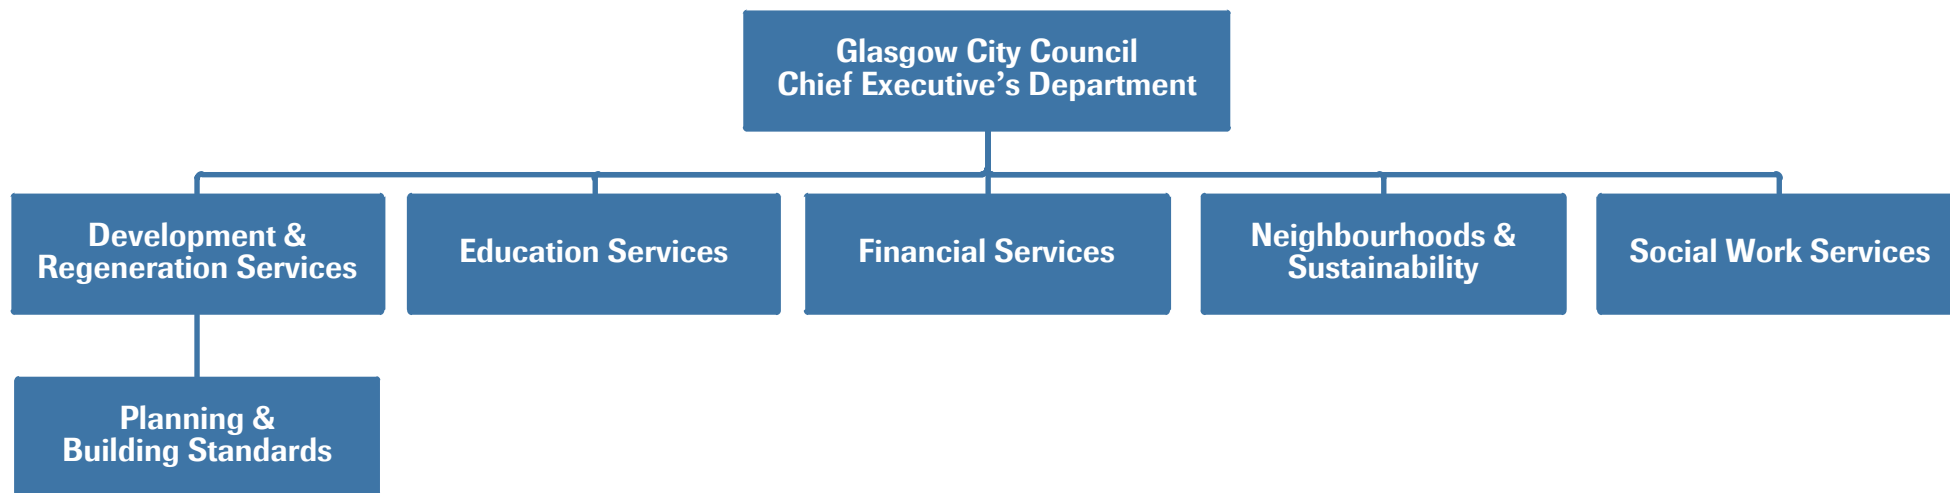 Glasgow City Council
Chief Executive’s Department
Development &
Regeneration Services
Education Services
Financial Services
Neighbourhoods &
Sustainability
Social Work Services
Planning &
Building Standards